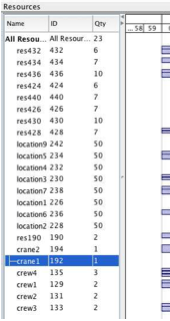 Resources
Name ID Qty
... 58 59
All Resou... All Resour... 23
res432 432 6
res434 434 7
res436 436 10
res424 424 6
res440 440 7
res426 426 7
res430 430 10
res428 428 7
location9 242 50
location5 234 50
location4 232 50
location3 230 50
location7 238 50
location1 226 50
location6 236 50
location2 228 50
res190 190 2
crane2 194 1
crane1 192 1
crew4 135 3
crew1 129 2
crew2 131 2
crew3 133 2